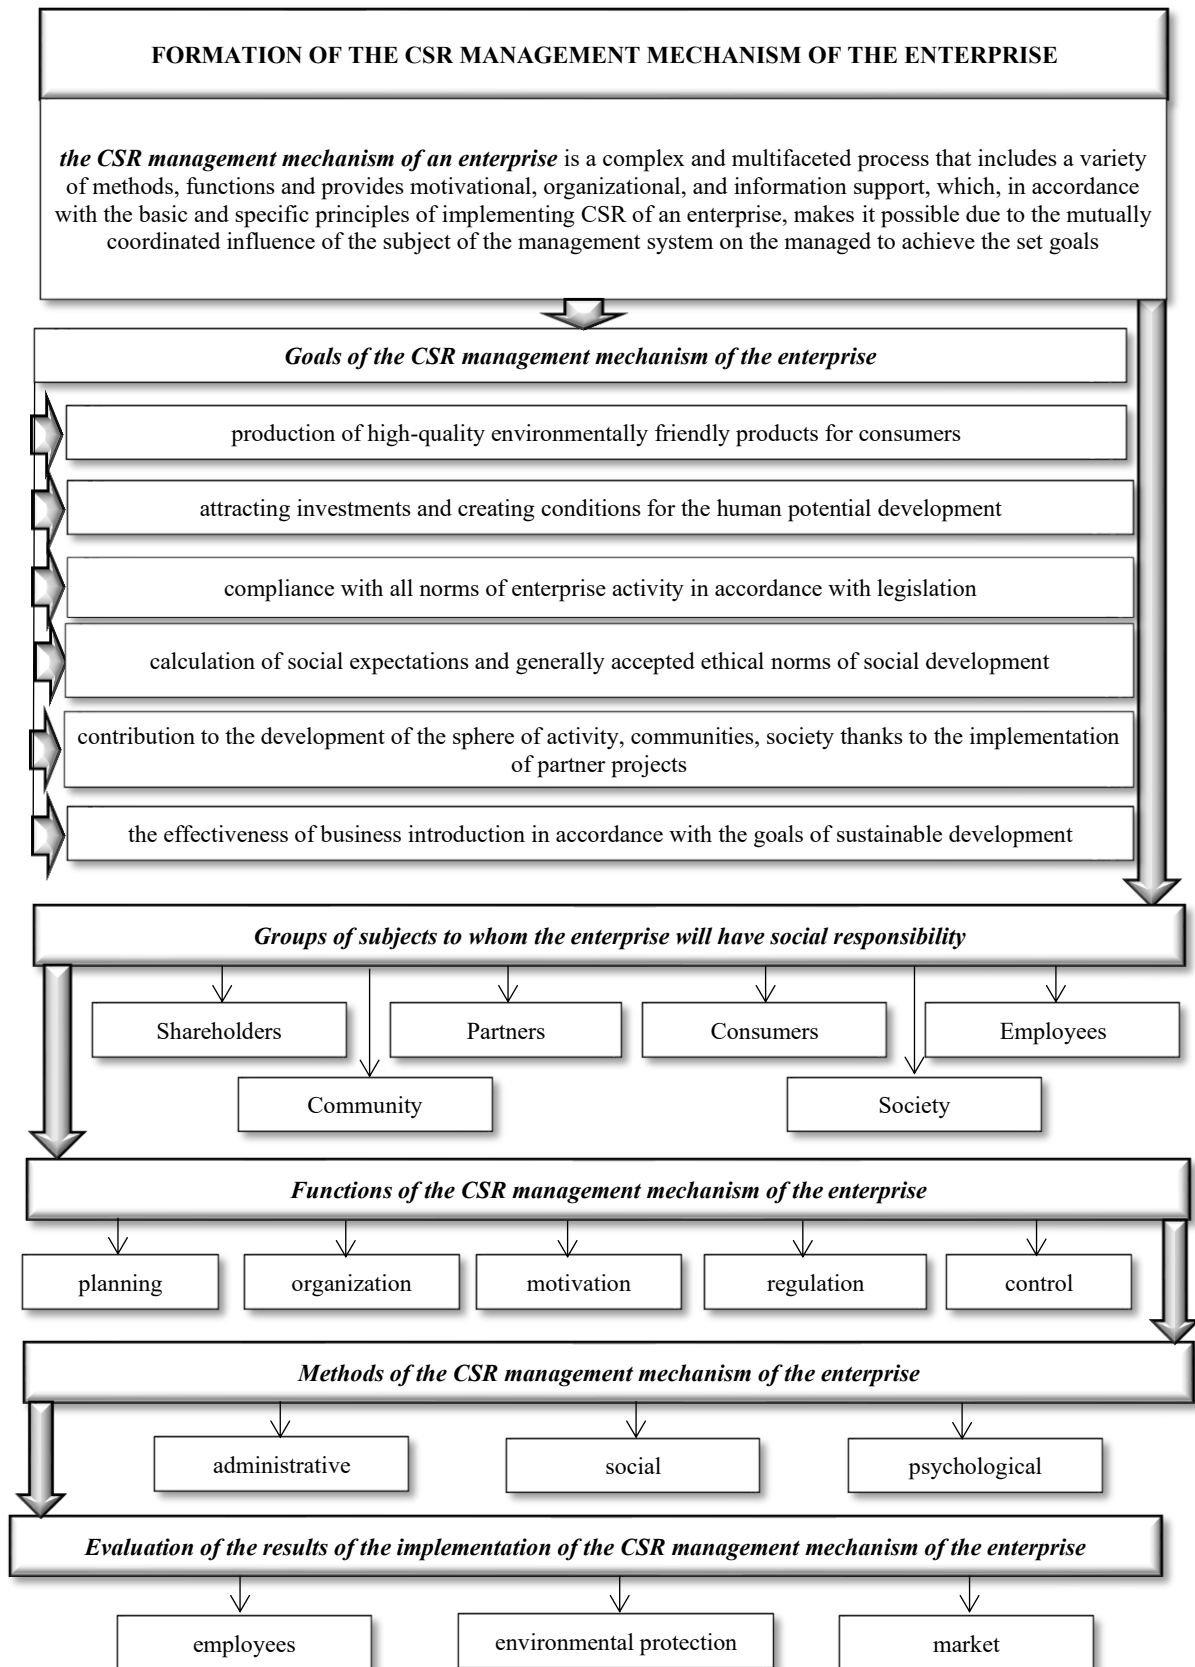 FORMATION OF THE CSR MANAGEMENT MECHANISM OF THE ENTERPRISE
the CSR management mechanism of an enterprise is a complex and multifaceted process that includes a variety
of methods, functions and provides motivational, organizational, and information support, which, in accordance
with the basic and specific principles of implementing CSR of an enterprise, makes it possible due to the mutually
coordinated influence of the subject of the management system on the managed to achieve the set goals
Goals of the CSR management mechanism of the enterprise
production of high-quality environmentally friendly products for consumers
attracting investments and creating conditions for the human potential development
compliance with all norms of enterprise activity in accordance with legislation
calculation of social expectations and generally accepted ethical norms of social development
contribution to the development of the sphere of activity, communities, society thanks to the implementation
of partner projects
the effectiveness of business introduction in accordance with the goals of sustainable development
Groups of subjects to whom the enterprise will have social responsibility
Shareholders
Partners
Consumers
Employees
Community
Society
Functions of the CSR management mechanism of the enterprise
planning
organization
motivation
regulation
control
Methods of the CSR management mechanism of the enterprise
administrative
social
psychological
Evaluation of the results of the implementation of the CSR management mechanism of the enterprise
employees
environmental protection
market